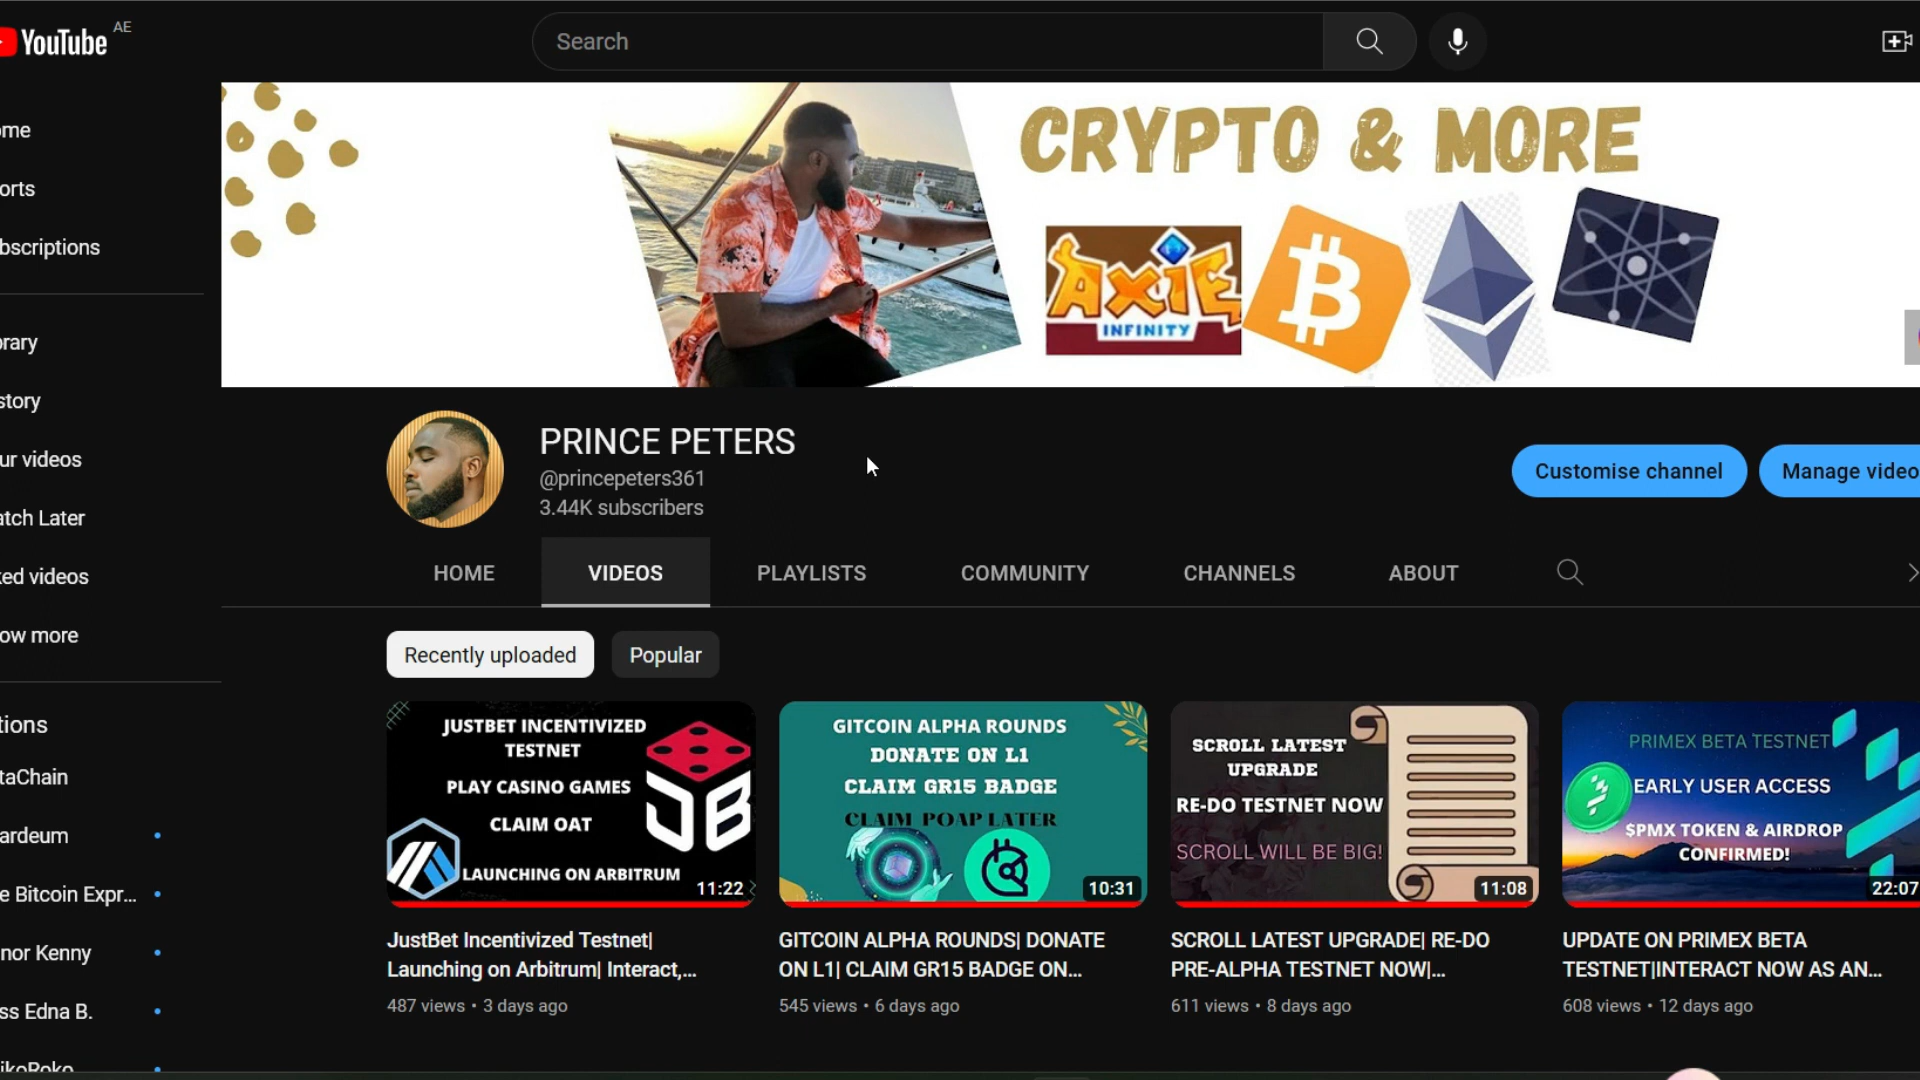 YouTube AE
Search
ome
orts
bscriptions
brary
story
ur videos
atch Later
ked videos
ow more
tions
taChain
ardeum
e Bitcoin Expr...
nor Kenny
ss Edna B.
ikoRoko
CRYPTO & MORE
AXIE
INFINITY
PRINCE PETERS
@princepeters361
3.44K subscribers
Customise channel
Manage video
HOME VIDEOS PLAYLISTS COMMUNITY CHANNELS ABOUT
Recently uploaded Popular
JUSTBET INCENTIVIZED
TESTNET
PLAY CASINO GAMES
CLAIM OAT
LAUNCHING ON ARBITRUM
JB
11:22
JustBet Incentivized Testnet|
Launching on Arbitrum| Interact,...
487 views • 3 days ago
GITCOIN ALPHA ROUNDS
DONATE ON L1
CLAIM GR15 BADGE
CLAIM POAP LATER
10:31
GITCOIN ALPHA ROUNDS| DONATE
ON L1| CLAIM GR15 BADGE ON...
545 views • 6 days ago
SCROLL LATEST
UPGRADE
RE-DO TESTNET NOW
SCROLL WILL BE BIG!
11:08
SCROLL LATEST UPGRADE| RE-DO
PRE-ALPHA TESTNET NOW|...
611 views • 8 days ago
PRIMEX BETA TESTNET
EARLY USER ACCESS
$PMX TOKEN & AIRDROP
CONFIRMED!
22:07
UPDATE ON PRIMEX BETA
TESTNET|INTERACT NOW AS AN...
608 views • 12 days ago